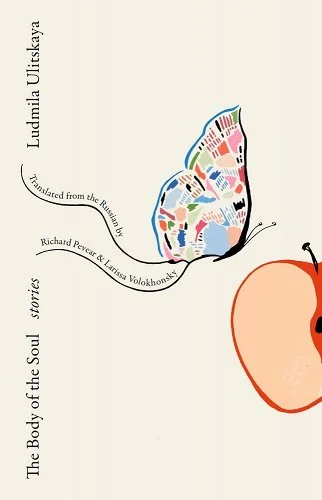 Ludmila Ulitskaya
Translated from the Russian by
Richard Pevear & Larissa Volokhonsky
The Body of the Soul stories